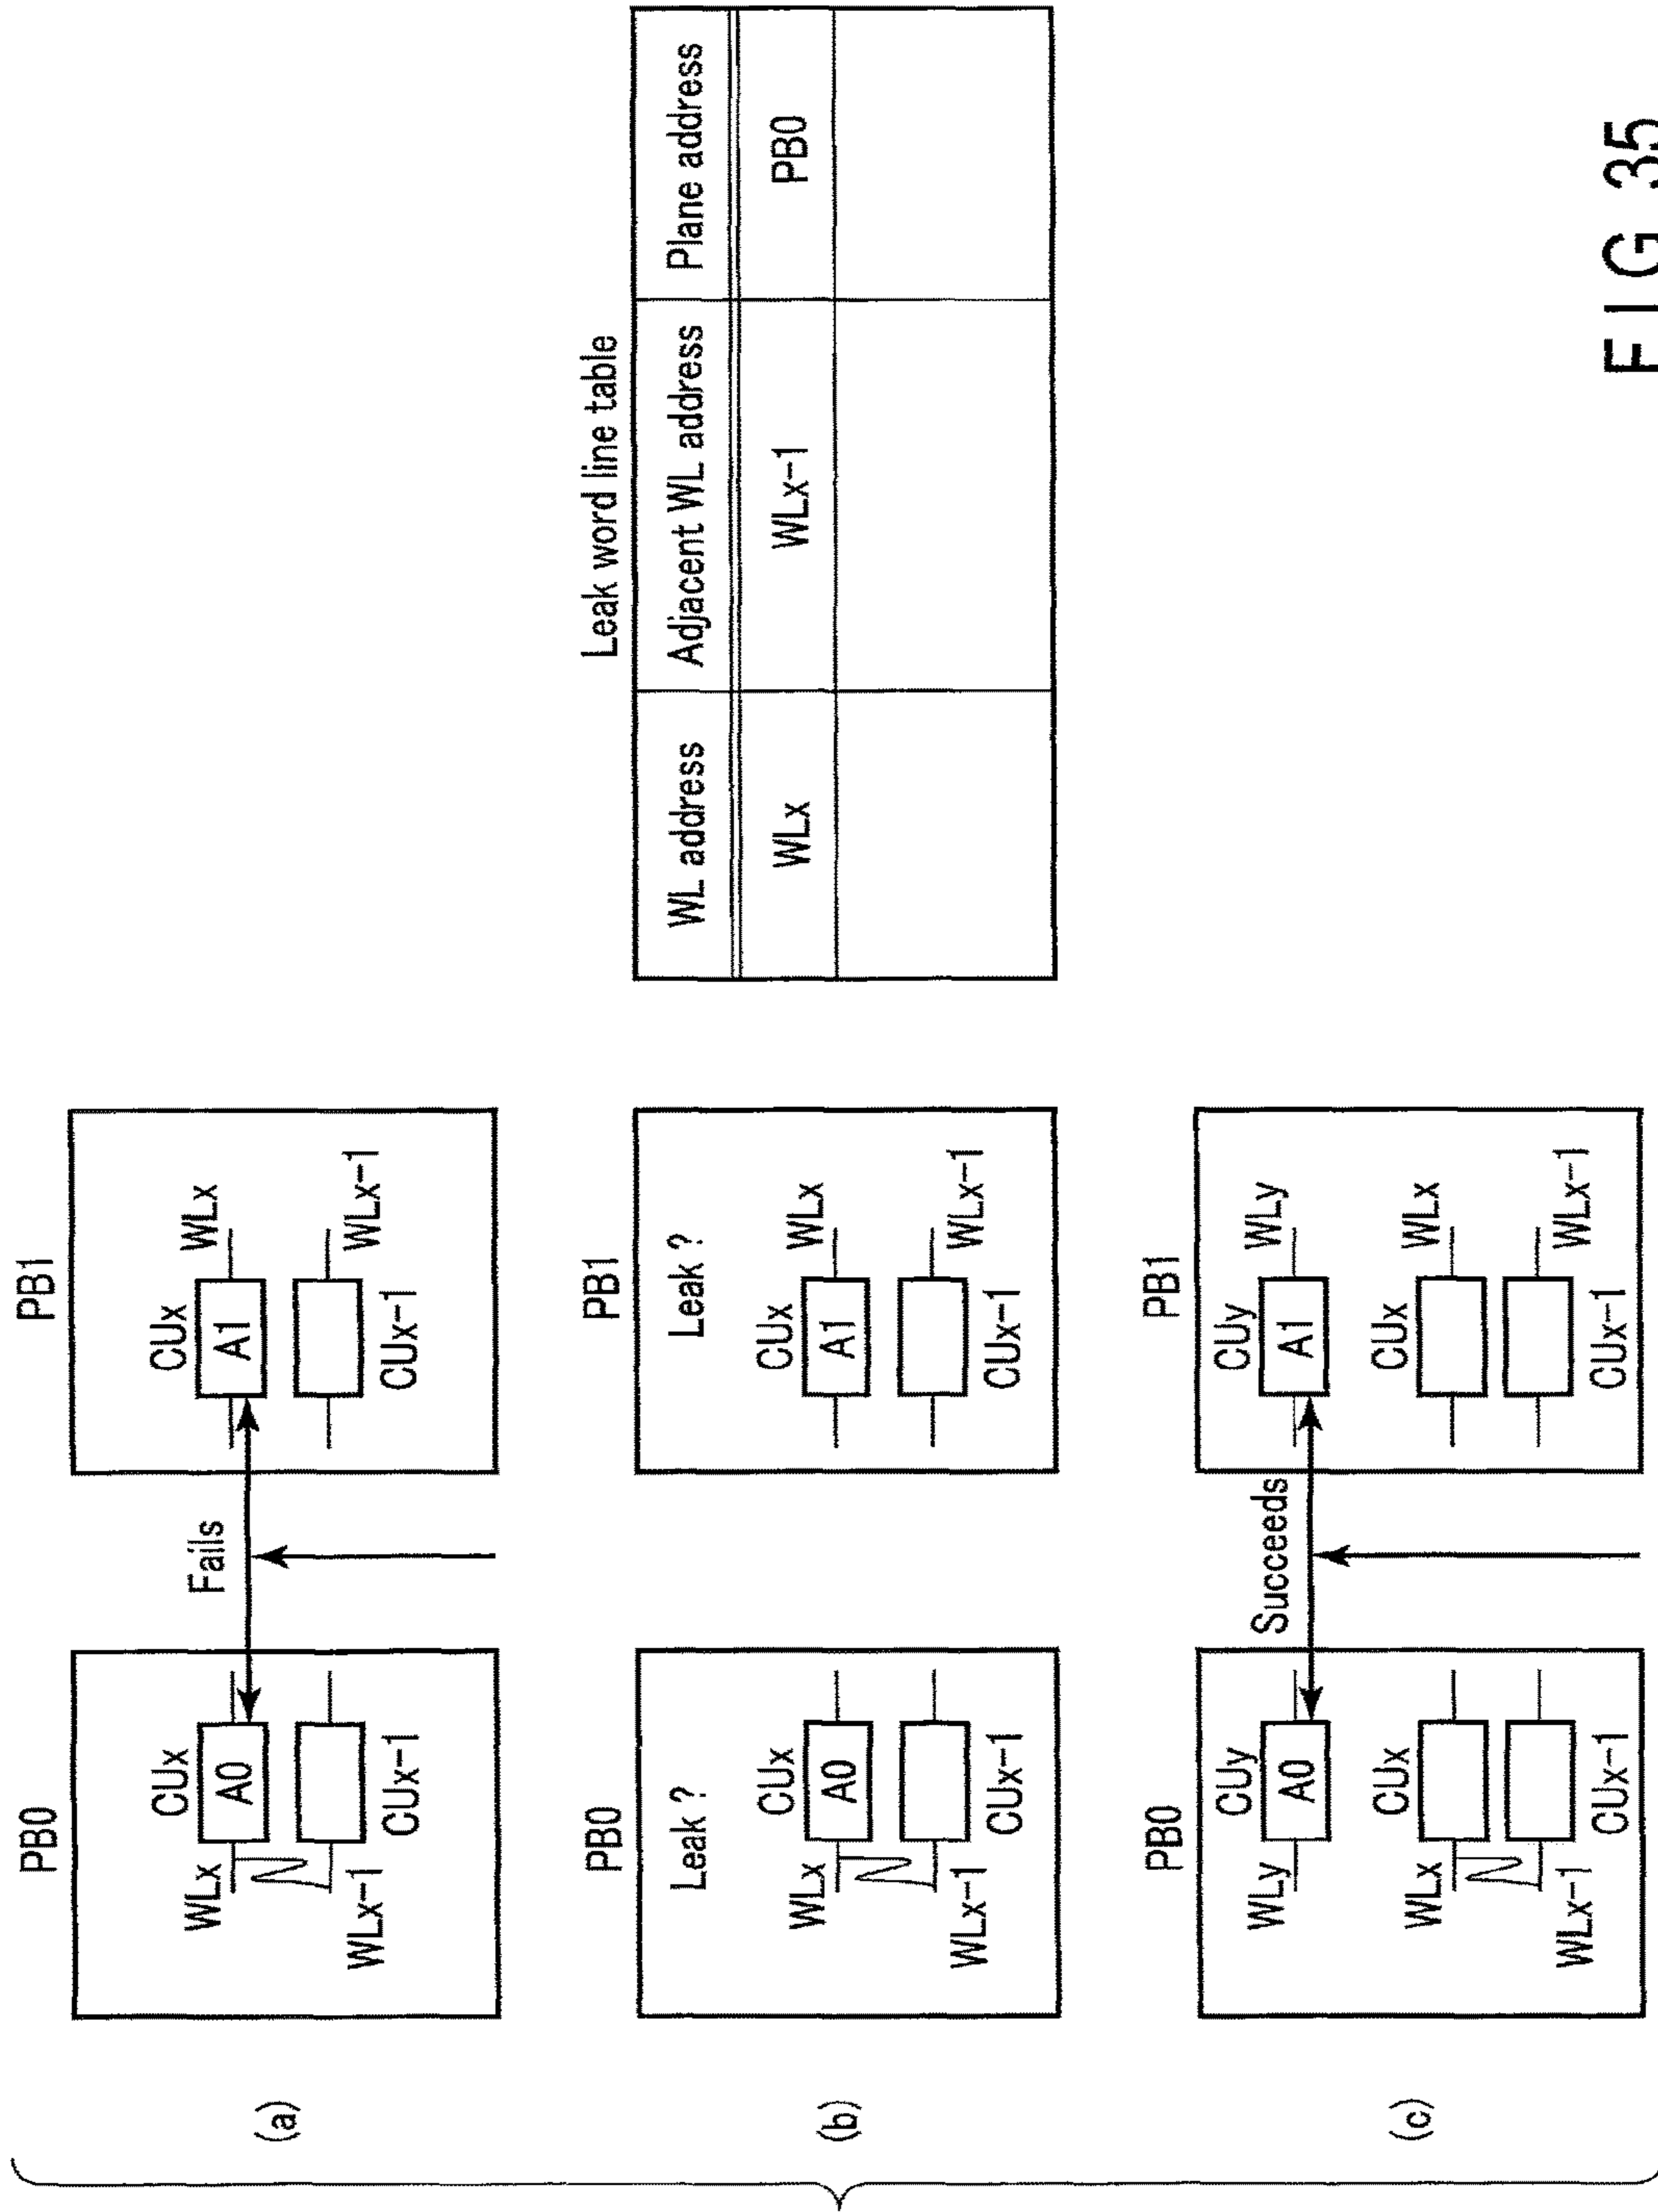 (a)
PB0
CUx
WLx
A0
WLx-1
CUx-1
Fails
PB1
CUx
A1
WLx
WLx-1
CUx-1
(b)
PB0
Leak ?
CUx
WLx
A0
WLx-1
CUx-1
PB1
Leak ?
CUx
A1
WLx
WLx-1
CUx-1
Leak word line table
WL address Adjacent WL address Plane address
WLx WLx-1 PB0
(c)
PB0
CUy
WLy
A0
CUx
WLx
WLx-1
CUx-1
Succeeds
PB1
CUy
A1
WLy
CUx
WLx
WLx-1
CUx-1
FIG 35